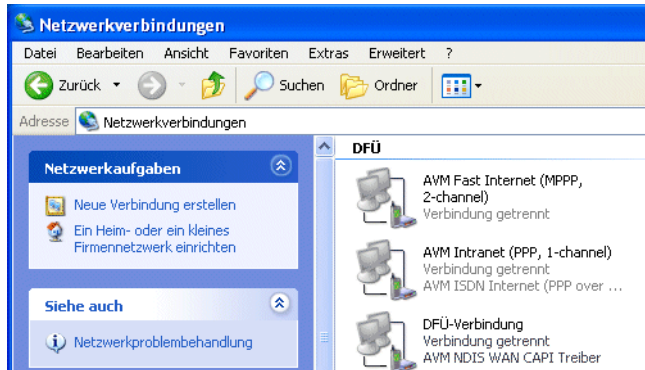 Netzwerkverbindungen
Datei Bearbeiten Ansicht Favoriten Extras Erweitert ?
Zurück Suchen Ordner
Adresse Netzwerkverbindungen
Netzwerkaufgaben
Neue Verbindung erstellen
Ein Heim- oder ein kleines
Firmennetzwerk einrichten
Siehe auch
Netzwerkproblembehandlung
DFÜ
AVM Fast Internet (MPPP,
2-channel)
Verbindung getrennt
AVM Intranet (PPP, 1-channel)
Verbindung getrennt
AVM ISDN Internet (PPP over ...
DFÜ-Verbindung
Verbindung getrennt
AVM NDIS WAN CAPI Treiber